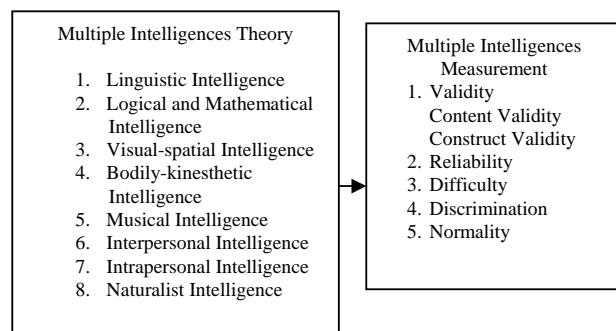 Multiple Intelligences Theory
1. Linguistic Intelligence
2. Logical and Mathematical
Intelligence
3. Visual-spatial Intelligence
4. Bodily-kinesthetic
Intelligence
5. Musical Intelligence
6. Interpersonal Intelligence
7. Intrapersonal Intelligence
8. Naturalist Intelligence
Multiple Intelligences
Measurement
1. Validity
Content Validity
Construct Validity
2. Reliability
3. Difficulty
4. Discrimination
5. Normality